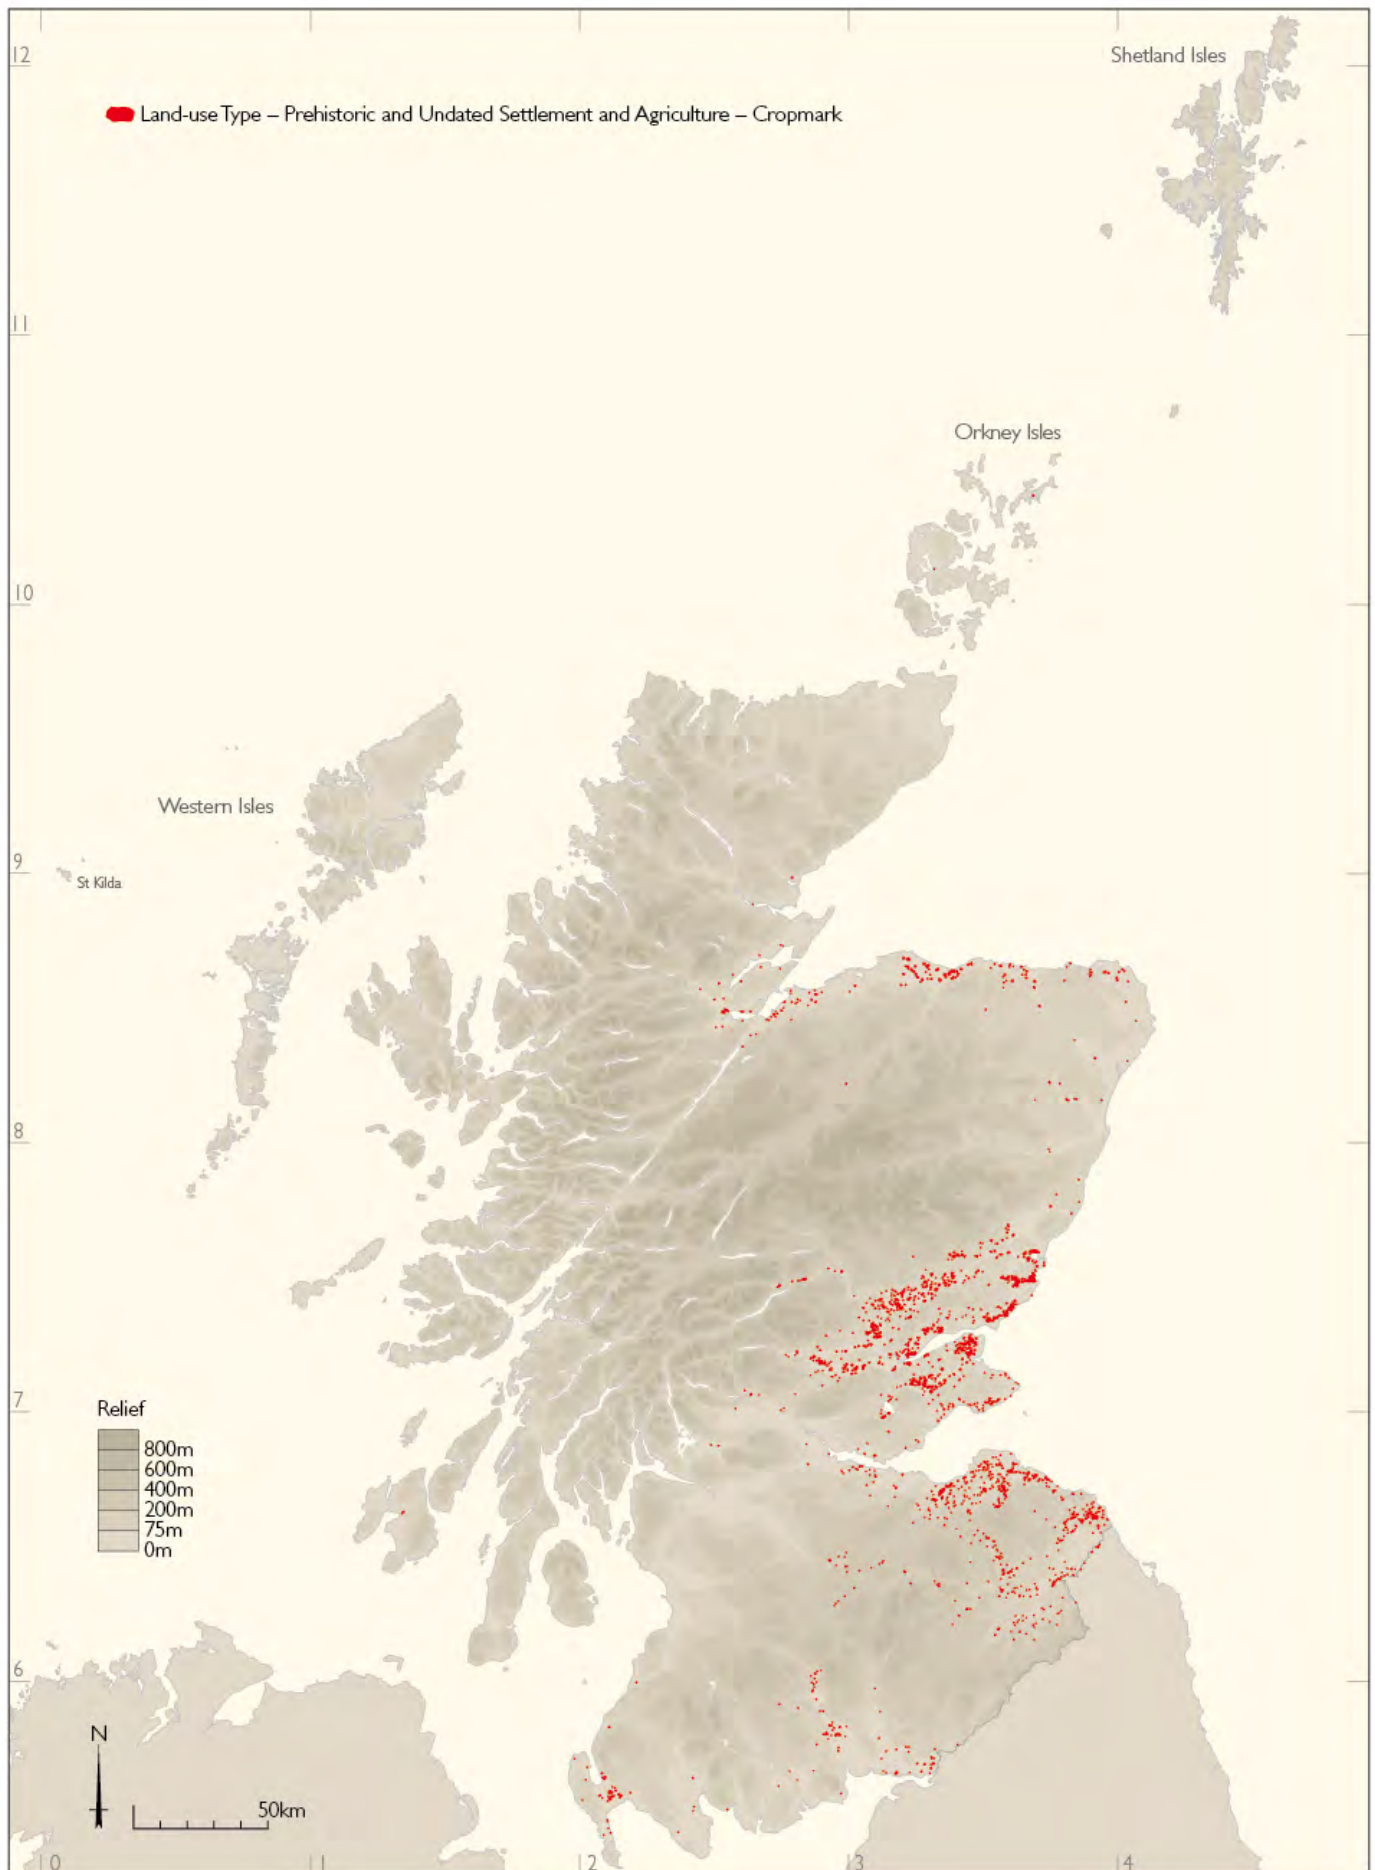 12
Shetland Isles
Land-use Type – Prehistoric and Undated Settlement and Agriculture – Cropmark
11
Orkney Isles
10
Western Isles
9
St Kilda
8
7
Relief
800m
600m
400m
200m
75m
0m
6
N
50km
0
1
2
3
4